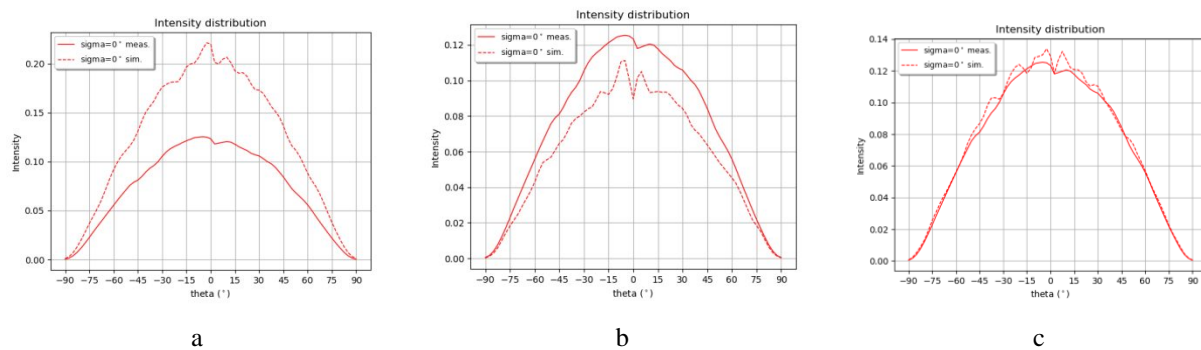 Intensity distribution
sigma=0° meas.
sigma=0° sim.
Intensity
0.20
0.15
0.10
0.05
0.00
−90 −75 −60 −45 −30 −15 0 15 30 45 60 75 90
theta (°)
a
Intensity distribution
sigma=0° meas.
sigma=0° sim.
Intensity
0.12
0.10
0.08
0.06
0.04
0.02
0.00
−90 −75 −60 −45 −30 −15 0 15 30 45 60 75 90
theta (°)
b
Intensity distribution
sigma=0° meas.
sigma=0° sim.
Intensity
0.14
0.12
0.10
0.08
0.06
0.04
0.02
0.00
−90 −75 −60 −45 −30 −15 0 15 30 45 60 75 90
theta (°)
c